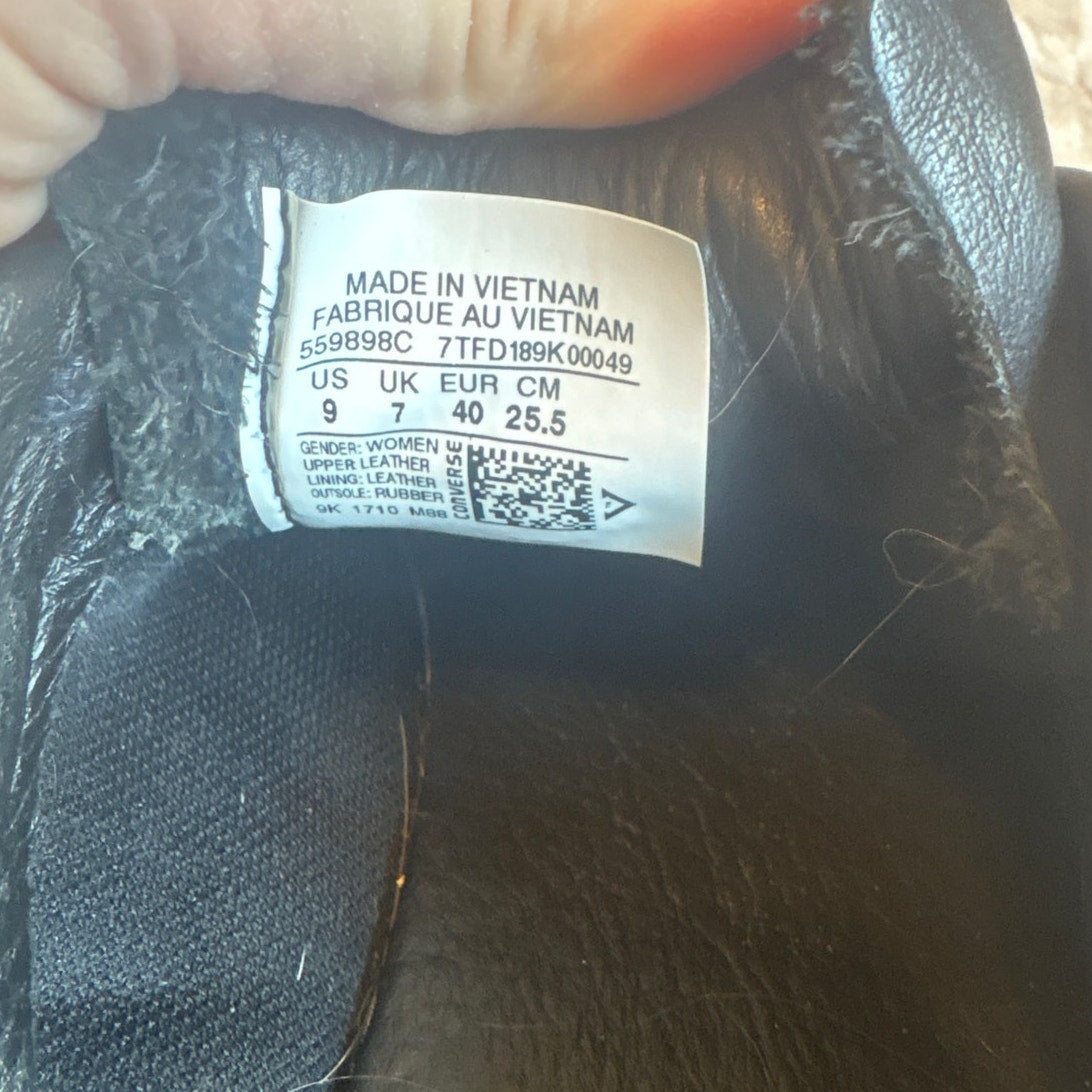 MADE IN VIETNAM
FABRIQUE AU VIETNAM
559898C 7TFD189K00049
US UK EUR CM
9 7 40 25.5
GENDER: WOMEN
UPPER LEATHER
LINING: LEATHER
OUTSOLE: RUBBER
9K 1710 M88
CONVERSE